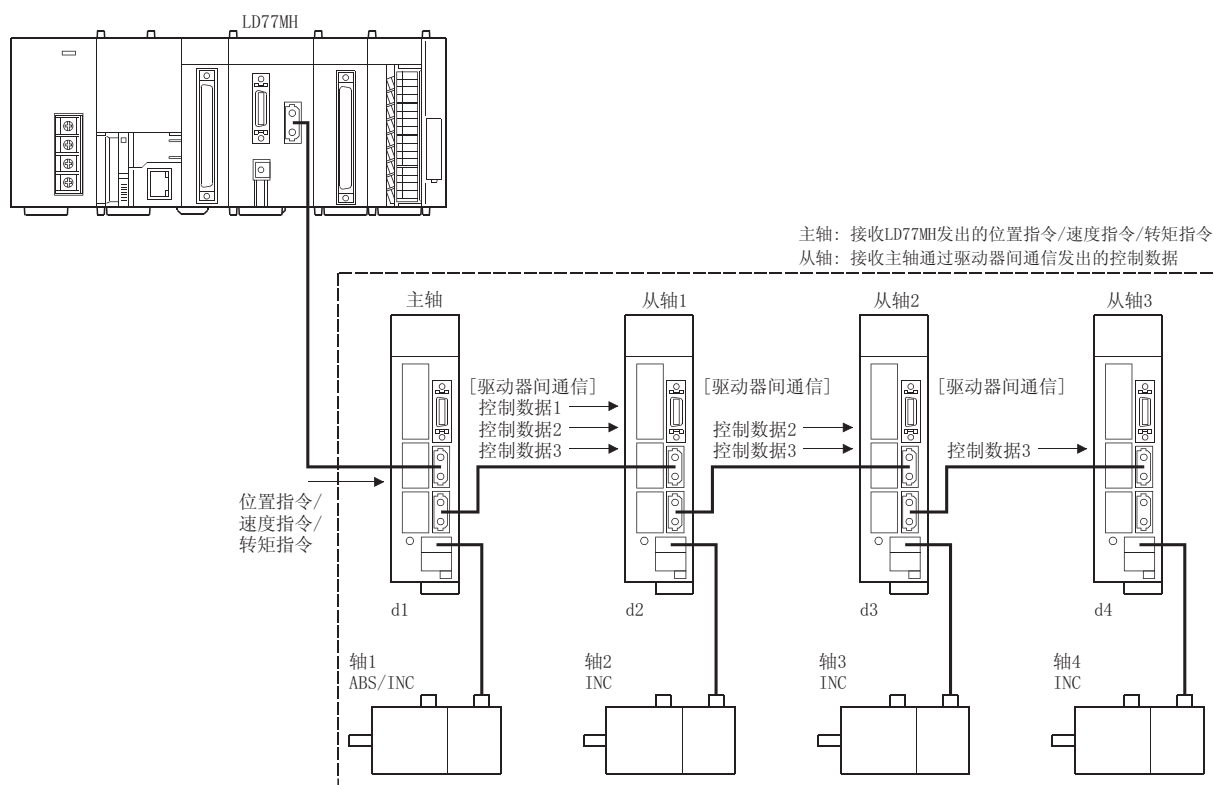 LD77MH
主轴: 接收LD77MH发出的位置指令/速度指令/转矩指令
从轴: 接收主轴通过驱动器间通信发出的控制数据
主轴
从轴1
从轴2
从轴3
[驱动器间通信]
控制数据1
控制数据2
控制数据3
[驱动器间通信]
控制数据2
控制数据3
[驱动器间通信]
控制数据3
位置指令/
速度指令/
转矩指令
d1
d2
d3
d4
轴1
ABS/INC
轴2
INC
轴3
INC
轴4
INC